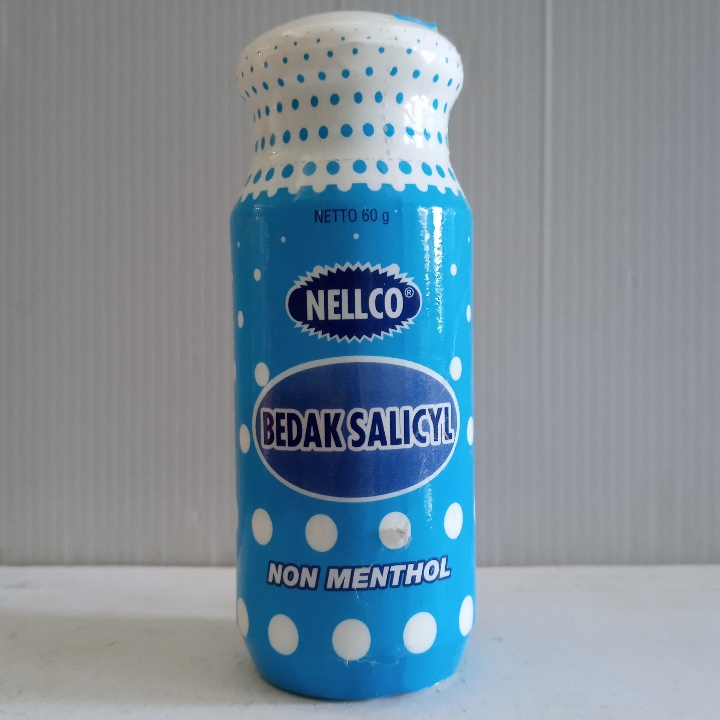 NETTO 60 g
NELLCO®
BEDAK SALICYL
NON MENTHOL